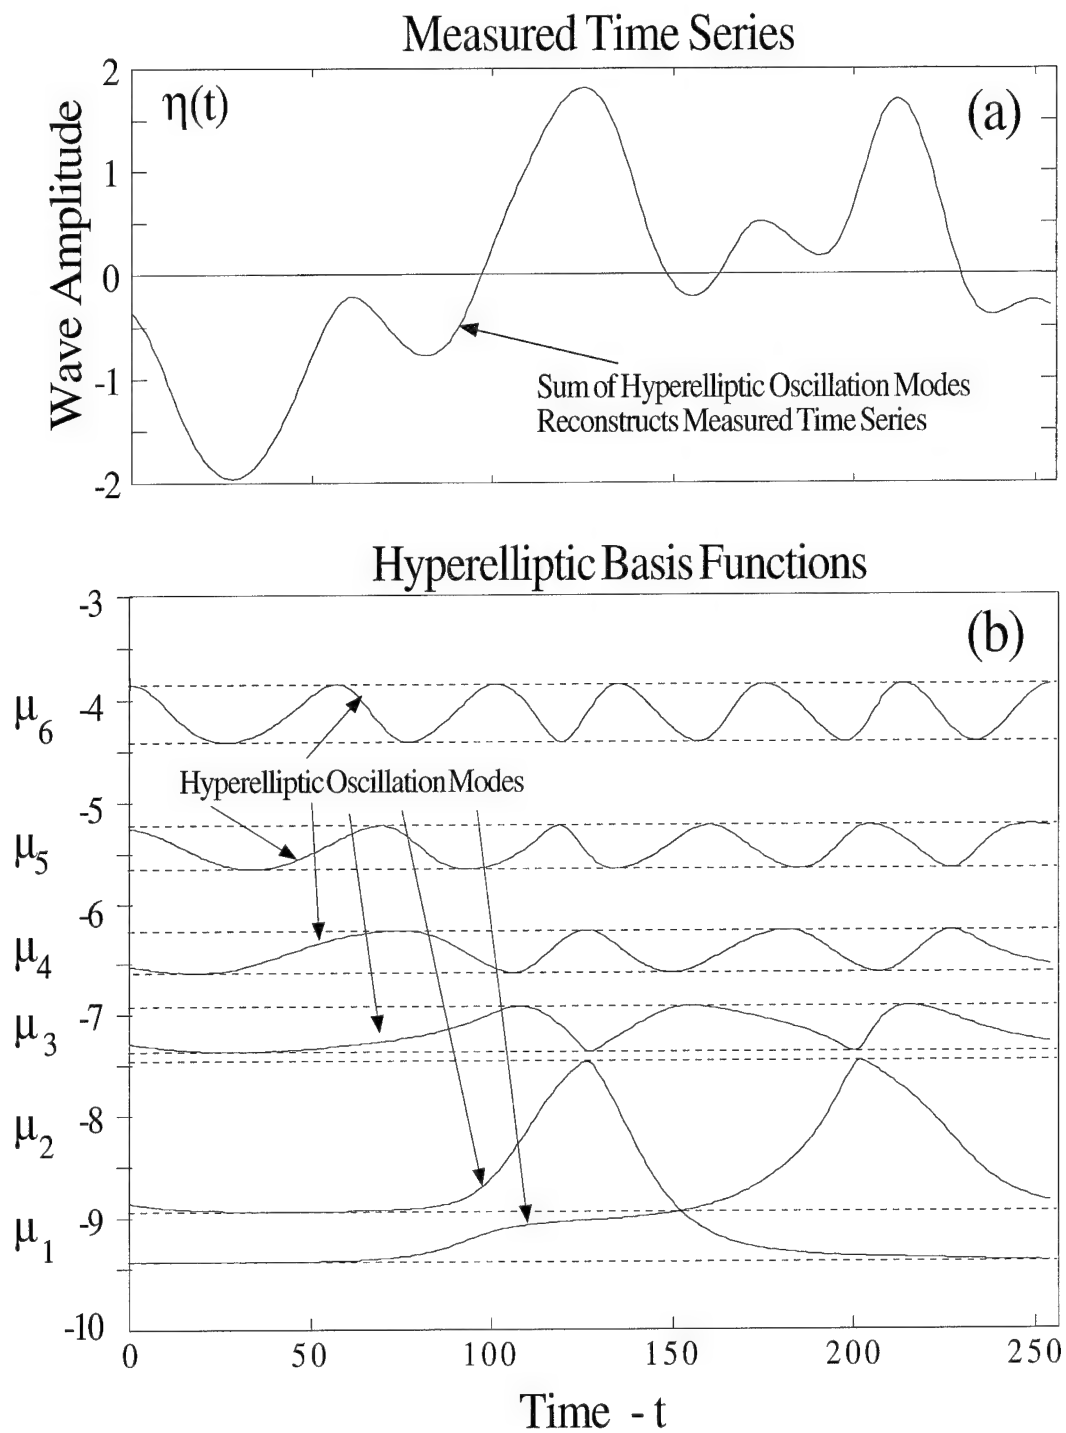 Measured Time Series
η(t)
(a)
Wave Amplitude
2
1
0
-1
-2
Sum of Hyperelliptic Oscillation Modes
Reconstructs Measured Time Series
Hyperelliptic Basis Functions
(b)
-3
μ6 -4
Hyperelliptic Oscillation Modes
-5
μ5
-6
μ4
-7
μ3
-8
μ2
-9
μ1
-10
0 50 100 150 200 250
Time - t